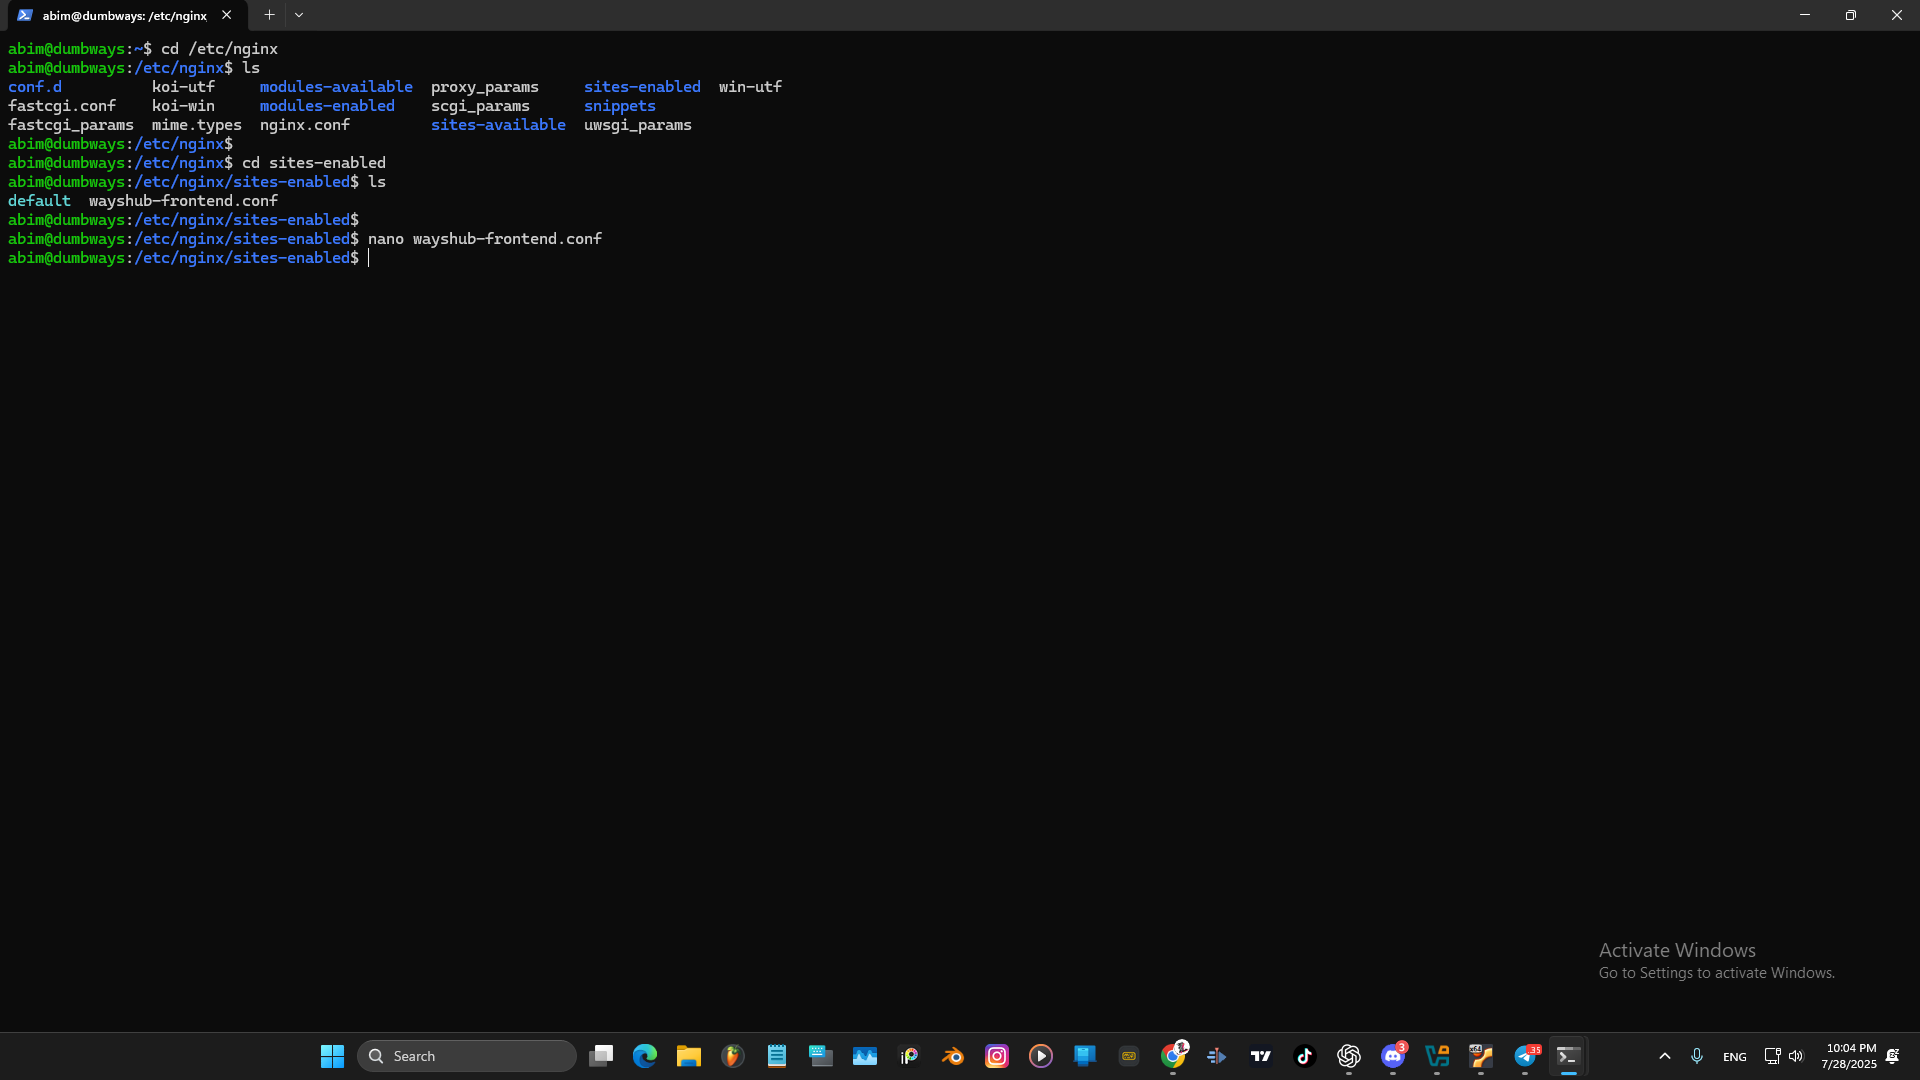 abim@dumbways: /etc/nginx
abim@dumbways:~$ cd /etc/nginx
abim@dumbways:/etc/nginx$ ls
conf.d koi-utf modules-available proxy_params sites-enabled win-utf
fastcgi.conf koi-win modules-enabled scgi_params snippets
fastcgi_params mime.types nginx.conf sites-available uwsgi_params
abim@dumbways:/etc/nginx$
abim@dumbways:/etc/nginx$ cd sites-enabled
abim@dumbways:/etc/nginx/sites-enabled$ ls
default wayshub-frontend.conf
abim@dumbways:/etc/nginx/sites-enabled$
abim@dumbways:/etc/nginx/sites-enabled$ nano wayshub-frontend.conf
abim@dumbways:/etc/nginx/sites-enabled$
Activate Windows
Go to Settings to activate Windows.
Search
3
35
ENG
10:04 PM
7/28/2025